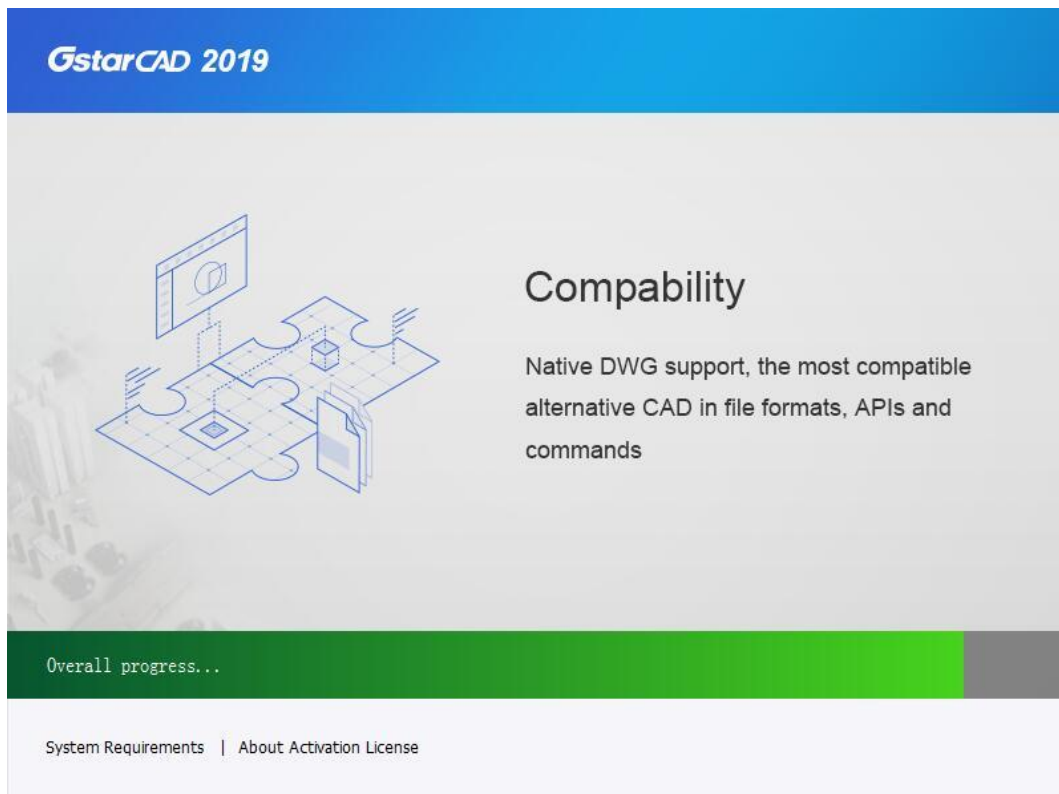 GstarCAD 2019
Compability
Native DWG support, the most compatible
alternative CAD in file formats, APIs and
commands
Overall progress...
System Requirements | About Activation License